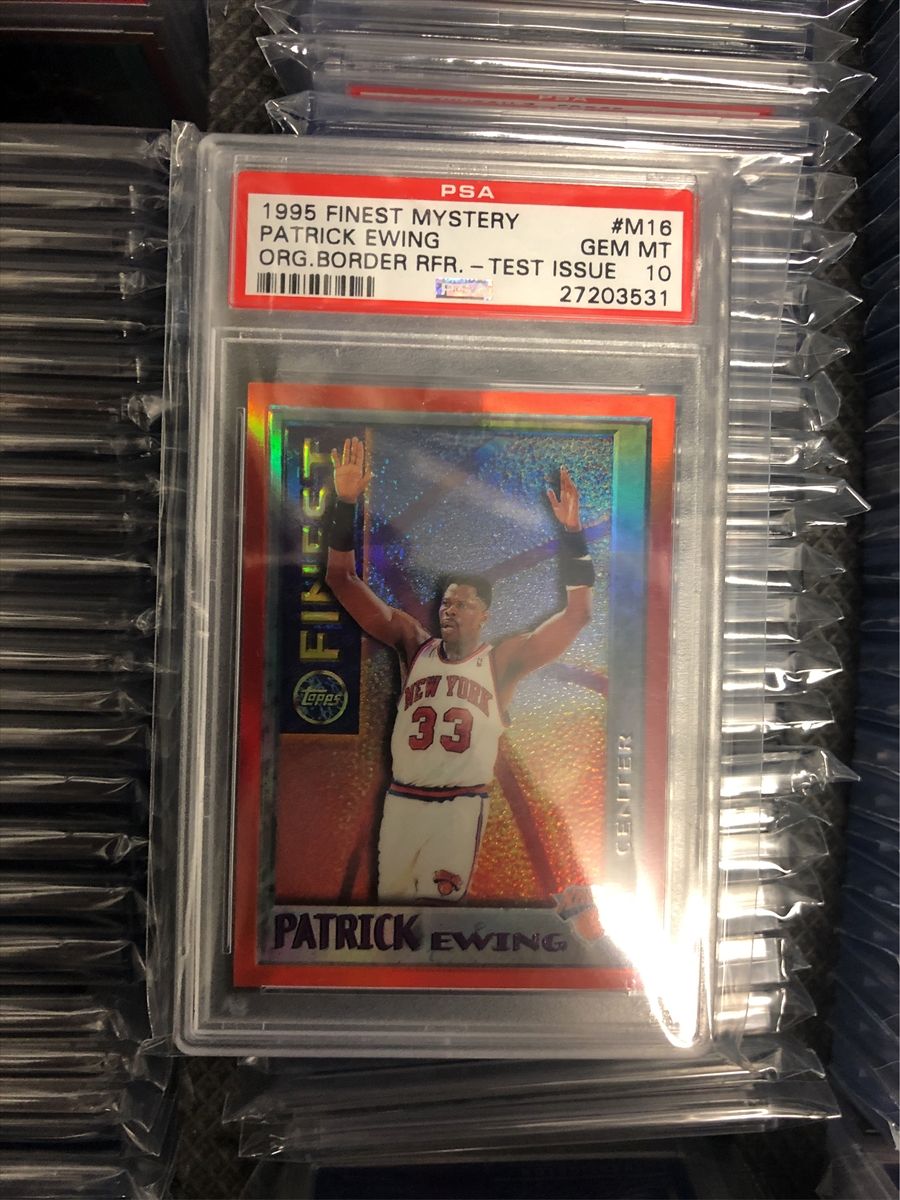 PSA
PSA
1995 FINEST MYSTERY #M16
PATRICK EWING GEM MT
ORG.BORDER RFR. – TEST ISSUE 10
27203531
FINEST
Topps
NEW YORK
33
CENTER
PATRICK EWING